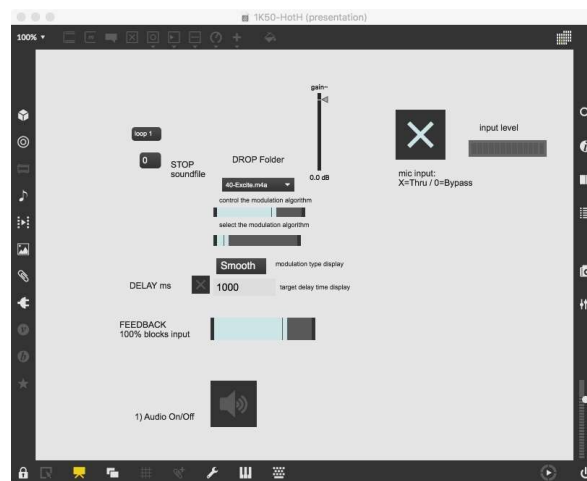 1K50-HotH (presentation)
100%
gain~
loop 1
0
STOP
soundfile
DROP Folder
40-Excite.m4a
0.0 dB
input level
mic input:
X=Thru / 0=Bypass
control the modulation algorithm
select the modulation algorithm
Smooth
modulation type display
DELAY ms
1000
target delay time display
FEEDBACK
100% blocks input
1) Audio On/Off